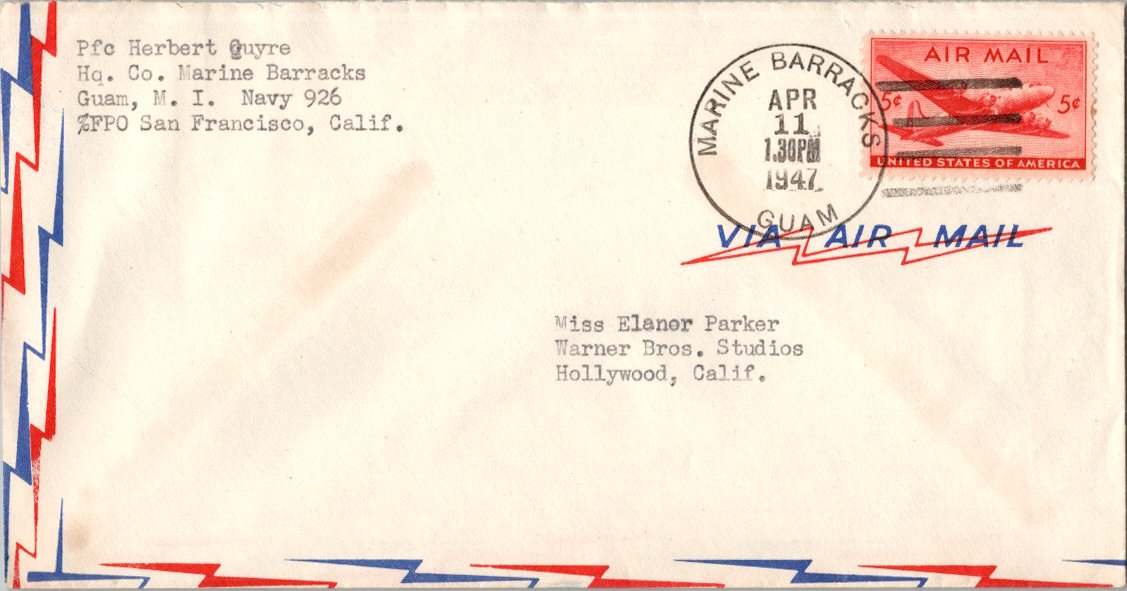 Pfc Herbert Guyre
Hq. Co. Marine Barracks
Guam, M. I. Navy 926
%FPO San Francisco, Calif.
MARINE BARRACKS
APR
11
1.30PM
1947
GUAM
AIR MAIL
5¢ 5¢
UNITED STATES OF AMERICA
VIA AIR MAIL
Miss Elanor Parker
Warner Bros. Studios
Hollywood, Calif.